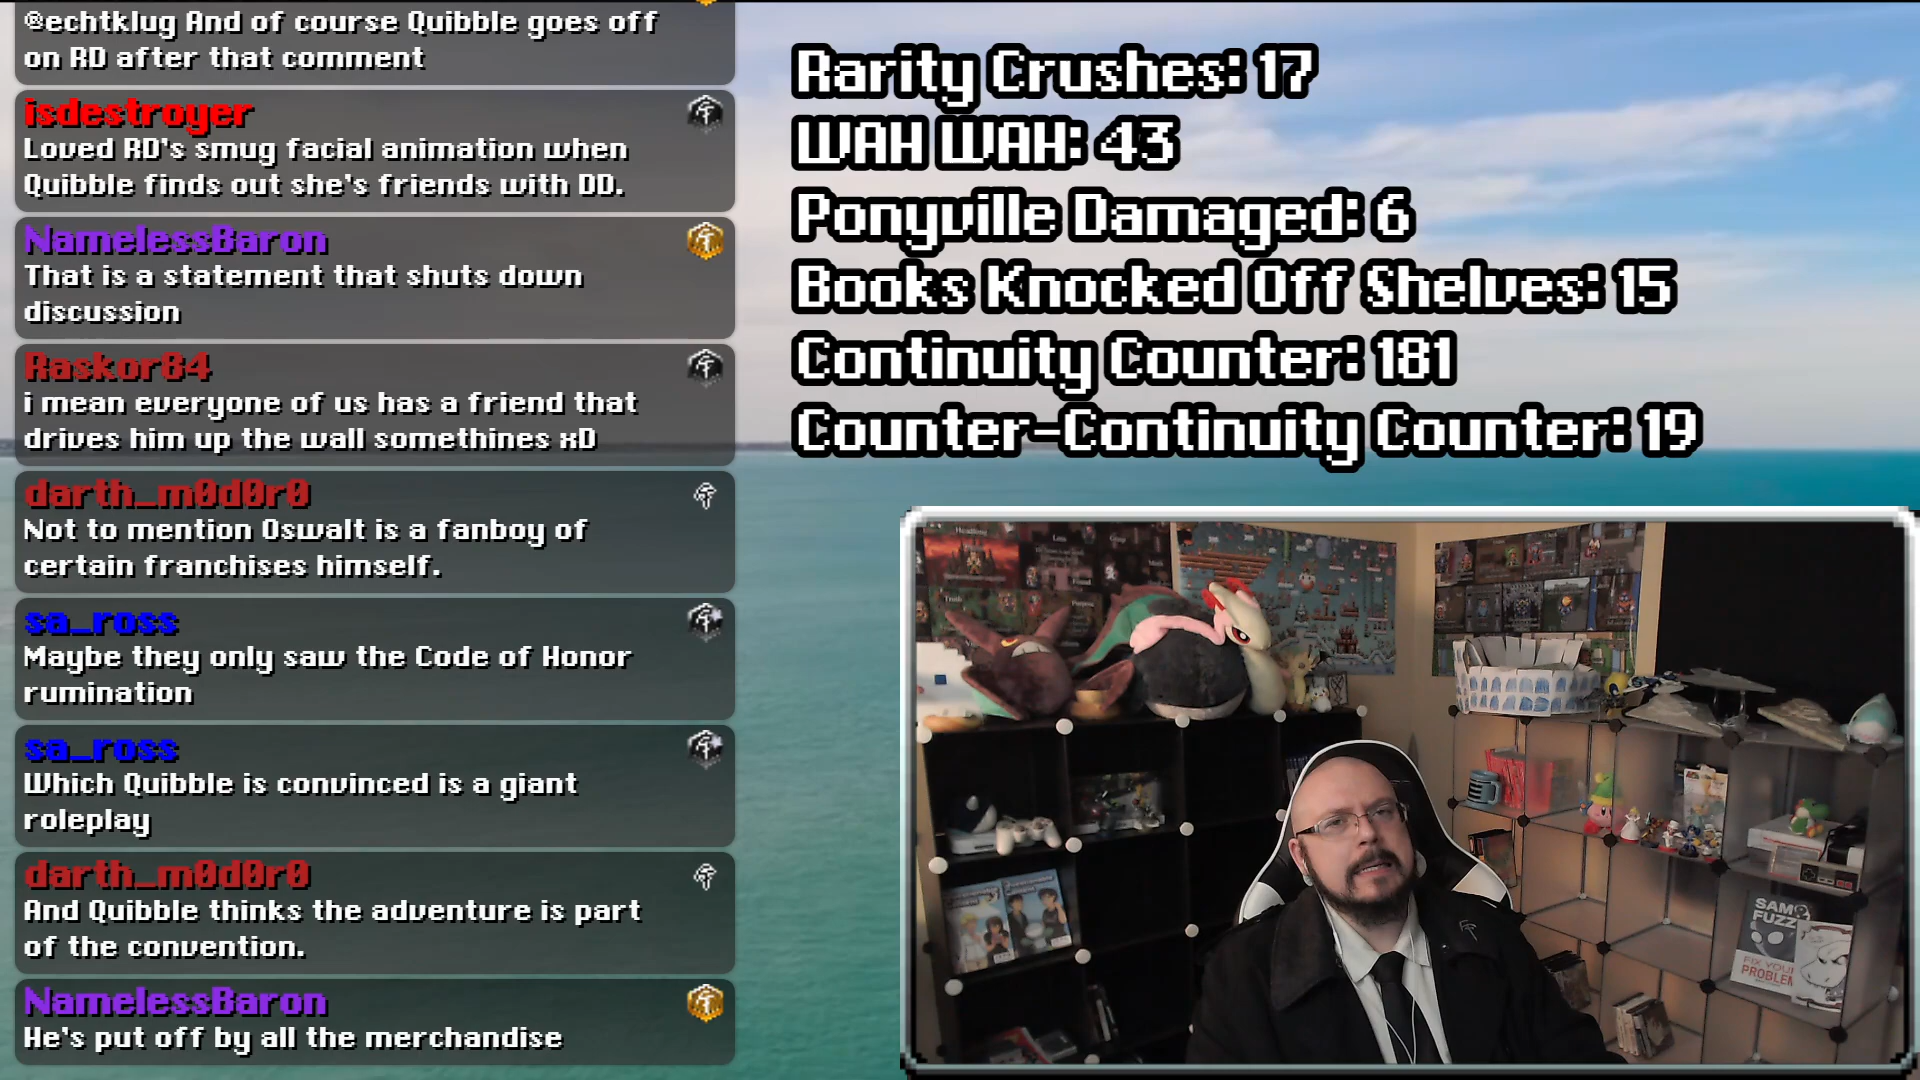 @echtklug And of course Quibble goes off
on RD after that comment
isdestroyer
Loved RD's smug facial animation when
Quibble finds out she's friends with DD.
NamelessBaron
That is a statement that shuts down
discussion
Raskor84
i mean everyone of us has a friend that
drives him up the wall somethines xD
darth_m0d0r0
Not to mention Oswalt is a fanboy of
certain franchises himself.
sa_ross
Maybe they only saw the Code of Honor
rumination
sa_ross
Which Quibble is convinced is a giant
roleplay
darth_m0d0r0
And Quibble thinks the adventure is part
of the convention.
NamelessBaron
He's put off by all the merchandise
Rarity Crushes: 17
WAH WAH: 43
Ponyville Damaged: 6
Books Knocked Off Shelves: 15
Continuity Counter: 181
Counter-Continuity Counter: 19
SAM &
FUZZ
FIX YOUR
PROBLEM